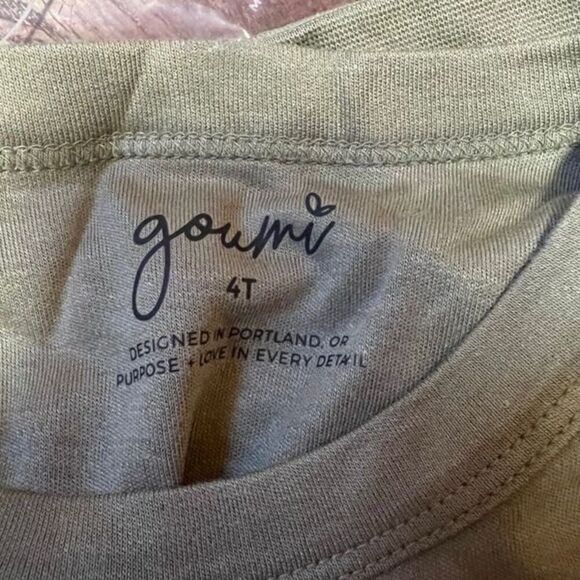 goumi
4T
DESIGNED IN PORTLAND, OR
PURPOSE + LOVE IN EVERY DETAIL